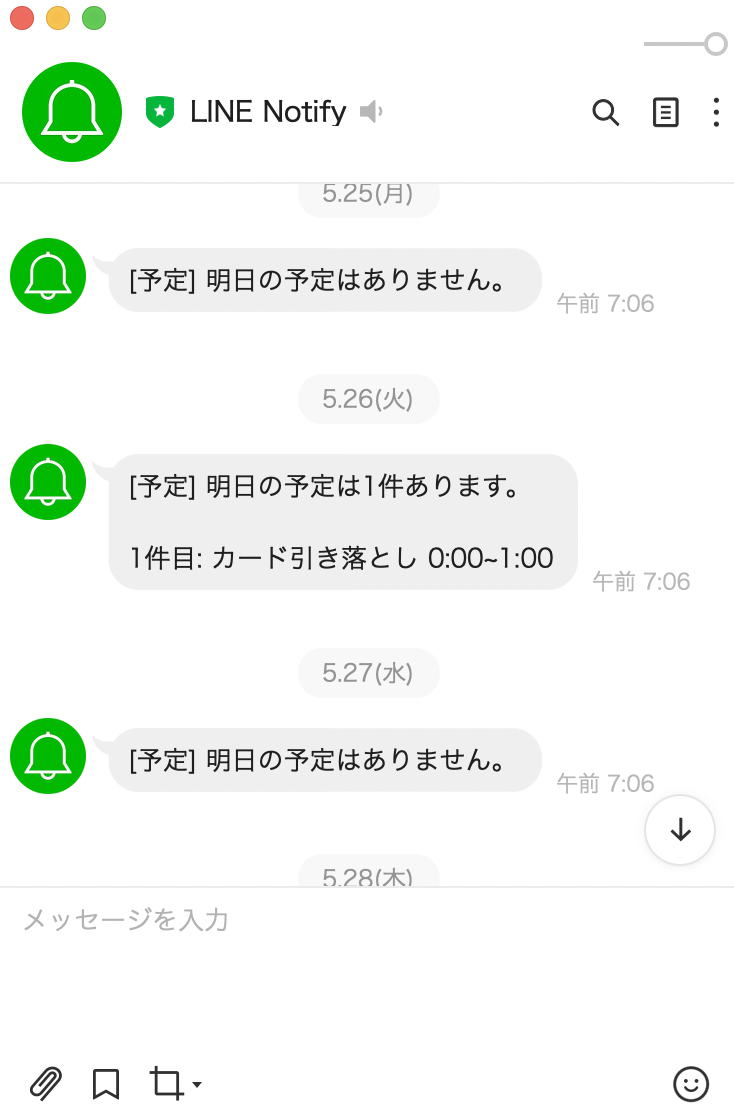 LINE Notify
5.25(月)
[予定] 明日の予定はありません。
午前 7:06
5.26(火)
[予定] 明日の予定は1件あります。
1件目: カード引き落とし 0:00~1:00
午前 7:06
5.27(水)
[予定] 明日の予定はありません。
午前 7:06
5.28(木)
メッセージを入力